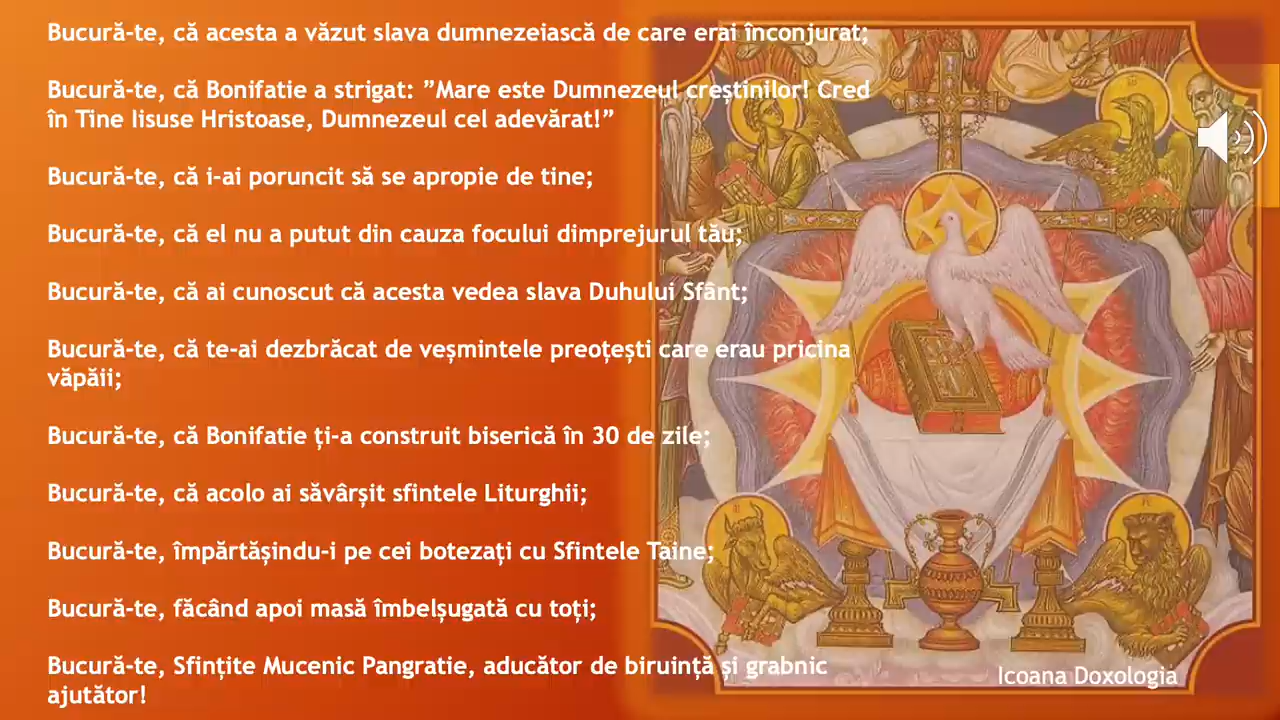 Bucură-te, că acesta a văzut slava dumnezeiască de care erai înconjurat;
Bucură-te, că Bonifatie a strigat: ”Mare este Dumnezeul creștinilor! Cred
în Tine Iisuse Hristoase, Dumnezeul cel adevărat!”
Bucură-te, că i-ai poruncit să se apropie de tine;
Bucură-te, că el nu a putut din cauza focului dimprejurul tău;
Bucură-te, că ai cunoscut că acesta vedea slava Duhului Sfânt;
Bucură-te, că te-ai dezbrăcat de veșmintele preoțești care erau pricina
văpăii;
Bucură-te, că Bonifatie ți-a construit biserică în 30 de zile;
Bucură-te, că acolo ai săvârșit sfintele Liturghii;
Bucură-te, împărtășindu-i pe cei botezați cu Sfintele Taine;
Bucură-te, făcând apoi masă îmbelșugată cu toți;
Bucură-te, Sfințite Mucenic Pangratie, aducător de biruință și grabnic
ajutător!
Icoana Doxologia